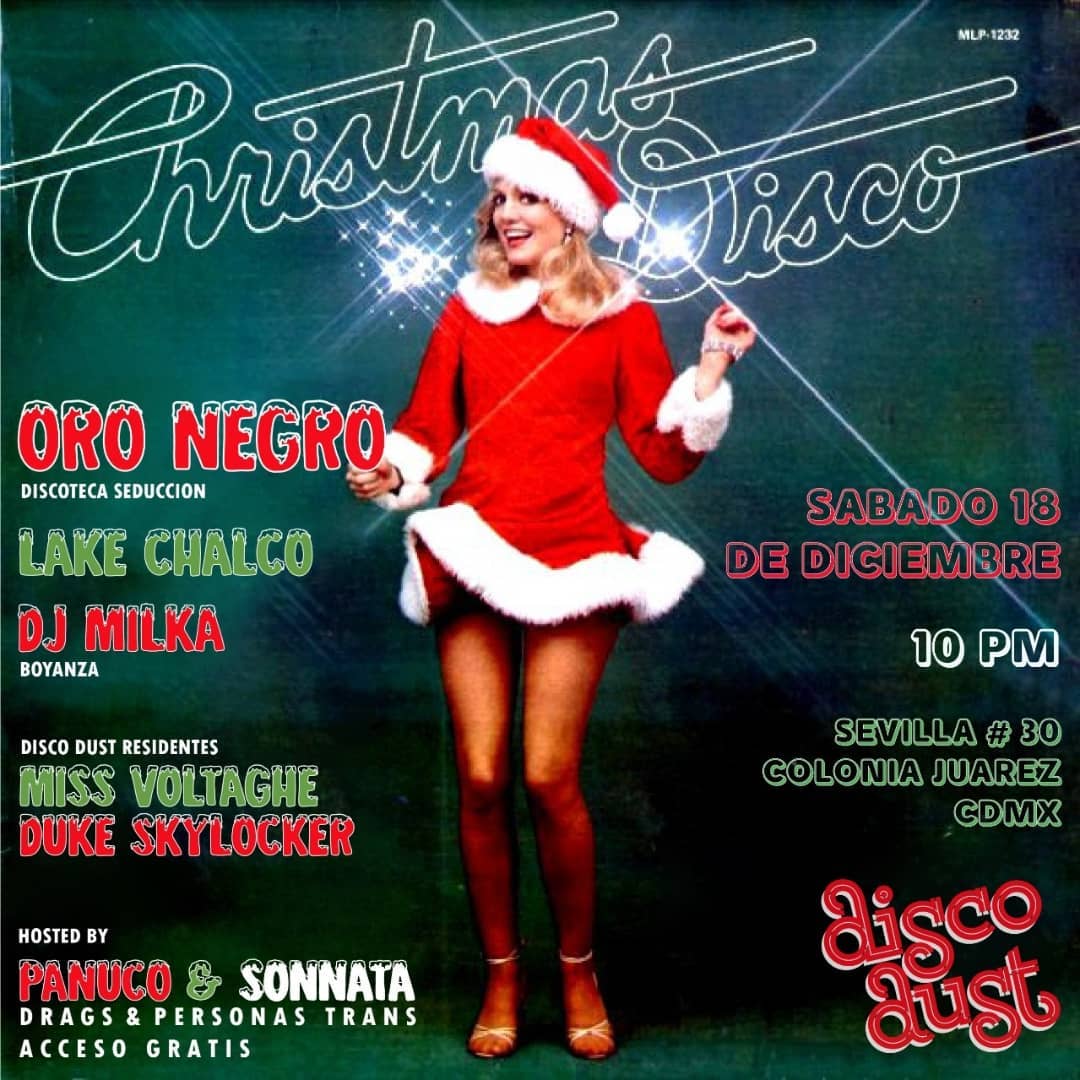 MLP-1232
Christmas Disco
ORO NEGRO
DISCOTECA SEDUCCION
LAKE CHALCO
DJ MILKA
BOYANZA
DISCO DUST RESIDENTES
MISS VOLTAGHE
DUKE SKYLOCKER
HOSTED BY
PANUCO & SONNATA
DRAGS & PERSONAS TRANS
ACCESO GRATIS
SABADO 18
DE DICIEMBRE
10 PM
SEVILLA # 30
COLONIA JUAREZ
CDMX
disco
dust